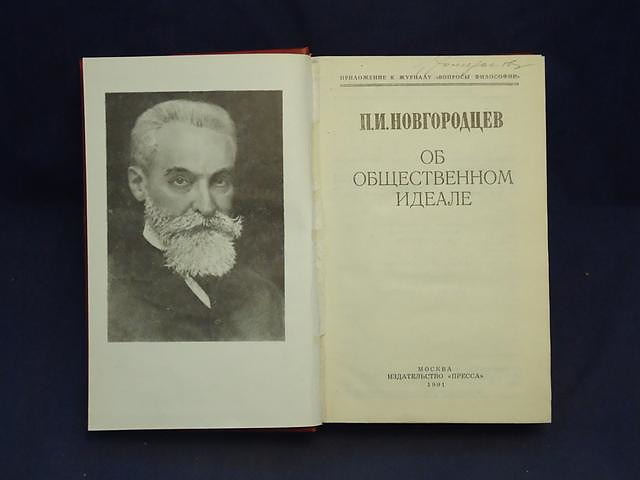 ПРИЛОЖЕНИЕ К ЖУРНАЛУ «ВОПРОСЫ ФИЛОСОФИИ»
П.И.НОВГОРОДЦЕВ
ОБ
ОБЩЕСТВЕННОМ
ИДЕАЛЕ
МОСКВА
ИЗДАТЕЛЬСТВО «ПРЕССА»
1991